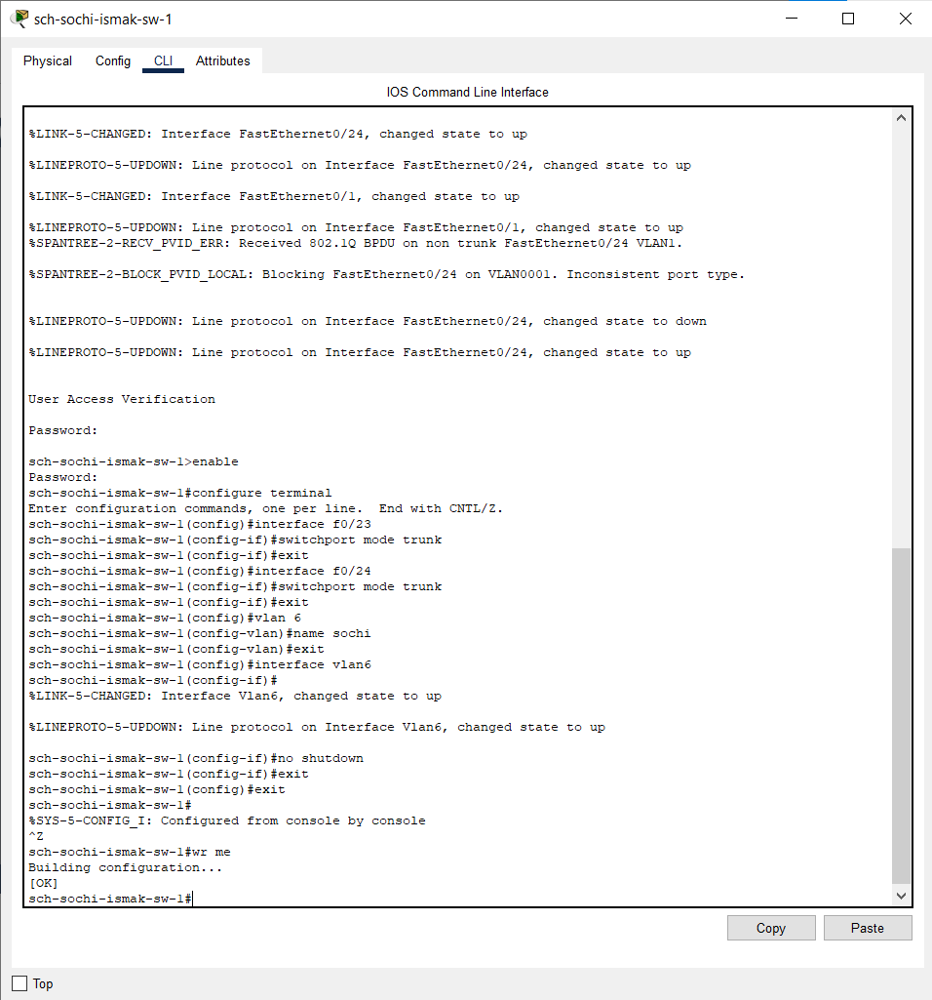 sch-sochi-ismak-sw-1
Physical Config CLI Attributes
IOS Command Line Interface
%LINK-5-CHANGED: Interface FastEthernet0/24, changed state to up
%LINEPROTO-5-UPDOWN: Line protocol on Interface FastEthernet0/24, changed state to up
%LINK-5-CHANGED: Interface FastEthernet0/1, changed state to up
%LINEPROTO-5-UPDOWN: Line protocol on Interface FastEthernet0/1, changed state to up
%SPANTREE-2-RECV_PVID_ERR: Received 802.1Q BPDU on non trunk FastEthernet0/24 VLAN1.
%SPANTREE-2-BLOCK_PVID_LOCAL: Blocking FastEthernet0/24 on VLAN0001. Inconsistent port type.
%LINEPROTO-5-UPDOWN: Line protocol on Interface FastEthernet0/24, changed state to down
%LINEPROTO-5-UPDOWN: Line protocol on Interface FastEthernet0/24, changed state to up
User Access Verification
Password:
sch-sochi-ismak-sw-1>enable
Password:
sch-sochi-ismak-sw-1#configure terminal
Enter configuration commands, one per line.  End with CNTL/Z.
sch-sochi-ismak-sw-1(config)#interface f0/23
sch-sochi-ismak-sw-1(config-if)#switchport mode trunk
sch-sochi-ismak-sw-1(config-if)#exit
sch-sochi-ismak-sw-1(config)#interface f0/24
sch-sochi-ismak-sw-1(config-if)#switchport mode trunk
sch-sochi-ismak-sw-1(config-if)#exit
sch-sochi-ismak-sw-1(config)#vlan 6
sch-sochi-ismak-sw-1(config-vlan)#name sochi
sch-sochi-ismak-sw-1(config-vlan)#exit
sch-sochi-ismak-sw-1(config)#interface vlan6
sch-sochi-ismak-sw-1(config-if)#
%LINK-5-CHANGED: Interface Vlan6, changed state to up
%LINEPROTO-5-UPDOWN: Line protocol on Interface Vlan6, changed state to up
sch-sochi-ismak-sw-1(config-if)#no shutdown
sch-sochi-ismak-sw-1(config-if)#exit
sch-sochi-ismak-sw-1(config)#exit
sch-sochi-ismak-sw-1#
%SYS-5-CONFIG_I: Configured from console by console
^Z
sch-sochi-ismak-sw-1#wr me
Building configuration...
[OK]
sch-sochi-ismak-sw-1#
Copy Paste
Top